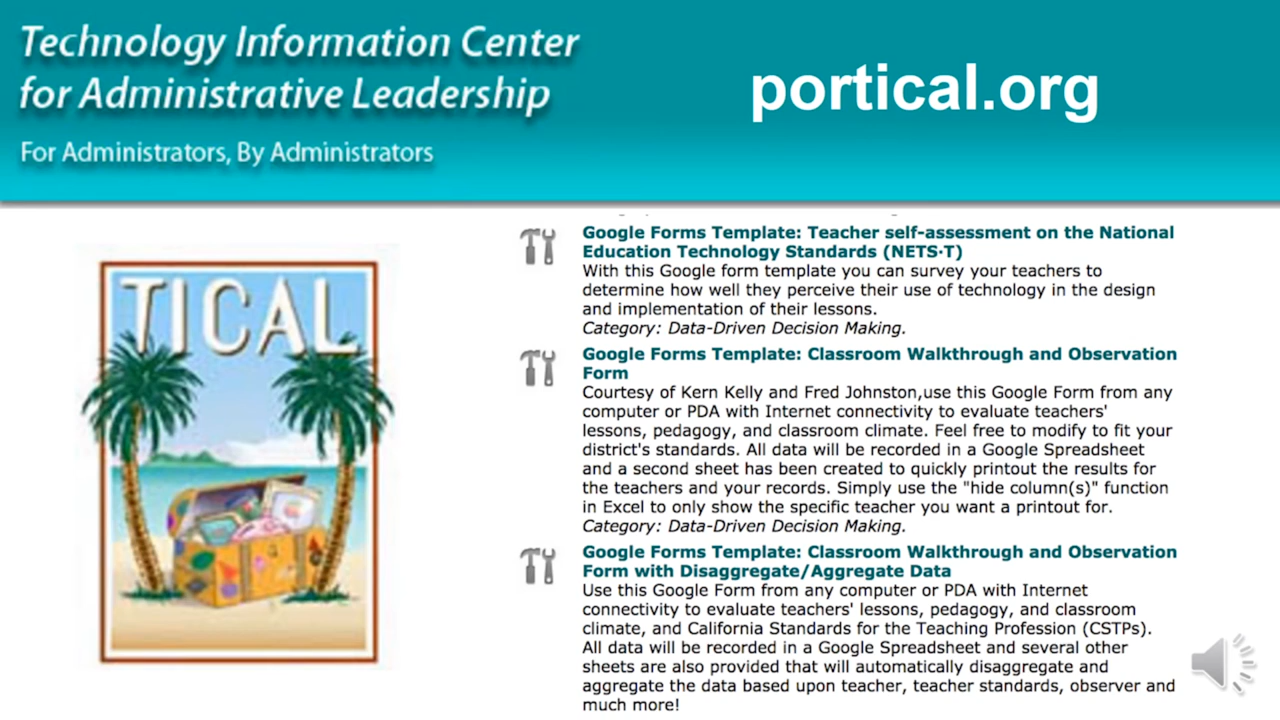 Technology Information Center
for Administrative Leadership
For Administrators, By Administrators
portical.org
TICAL
Google Forms Template: Teacher self-assessment on the National
Education Technology Standards (NETS·T)
With this Google form template you can survey your teachers to
determine how well they perceive their use of technology in the design
and implementation of their lessons.
Category: Data-Driven Decision Making.
Google Forms Template: Classroom Walkthrough and Observation
Form
Courtesy of Kern Kelly and Fred Johnston,use this Google Form from any
computer or PDA with Internet connectivity to evaluate teachers'
lessons, pedagogy, and classroom climate. Feel free to modify to fit your
district's standards. All data will be recorded in a Google Spreadsheet
and a second sheet has been created to quickly printout the results for
the teachers and your records. Simply use the "hide column(s)" function
in Excel to only show the specific teacher you want a printout for.
Category: Data-Driven Decision Making.
Google Forms Template: Classroom Walkthrough and Observation
Form with Disaggregate/Aggregate Data
Use this Google Form from any computer or PDA with Internet
connectivity to evaluate teachers' lessons, pedagogy, and classroom
climate, and California Standards for the Teaching Profession (CSTPs).
All data will be recorded in a Google Spreadsheet and several other
sheets are also provided that will automatically disaggregate and
aggregate the data based upon teacher, teacher standards, observer and
much more!